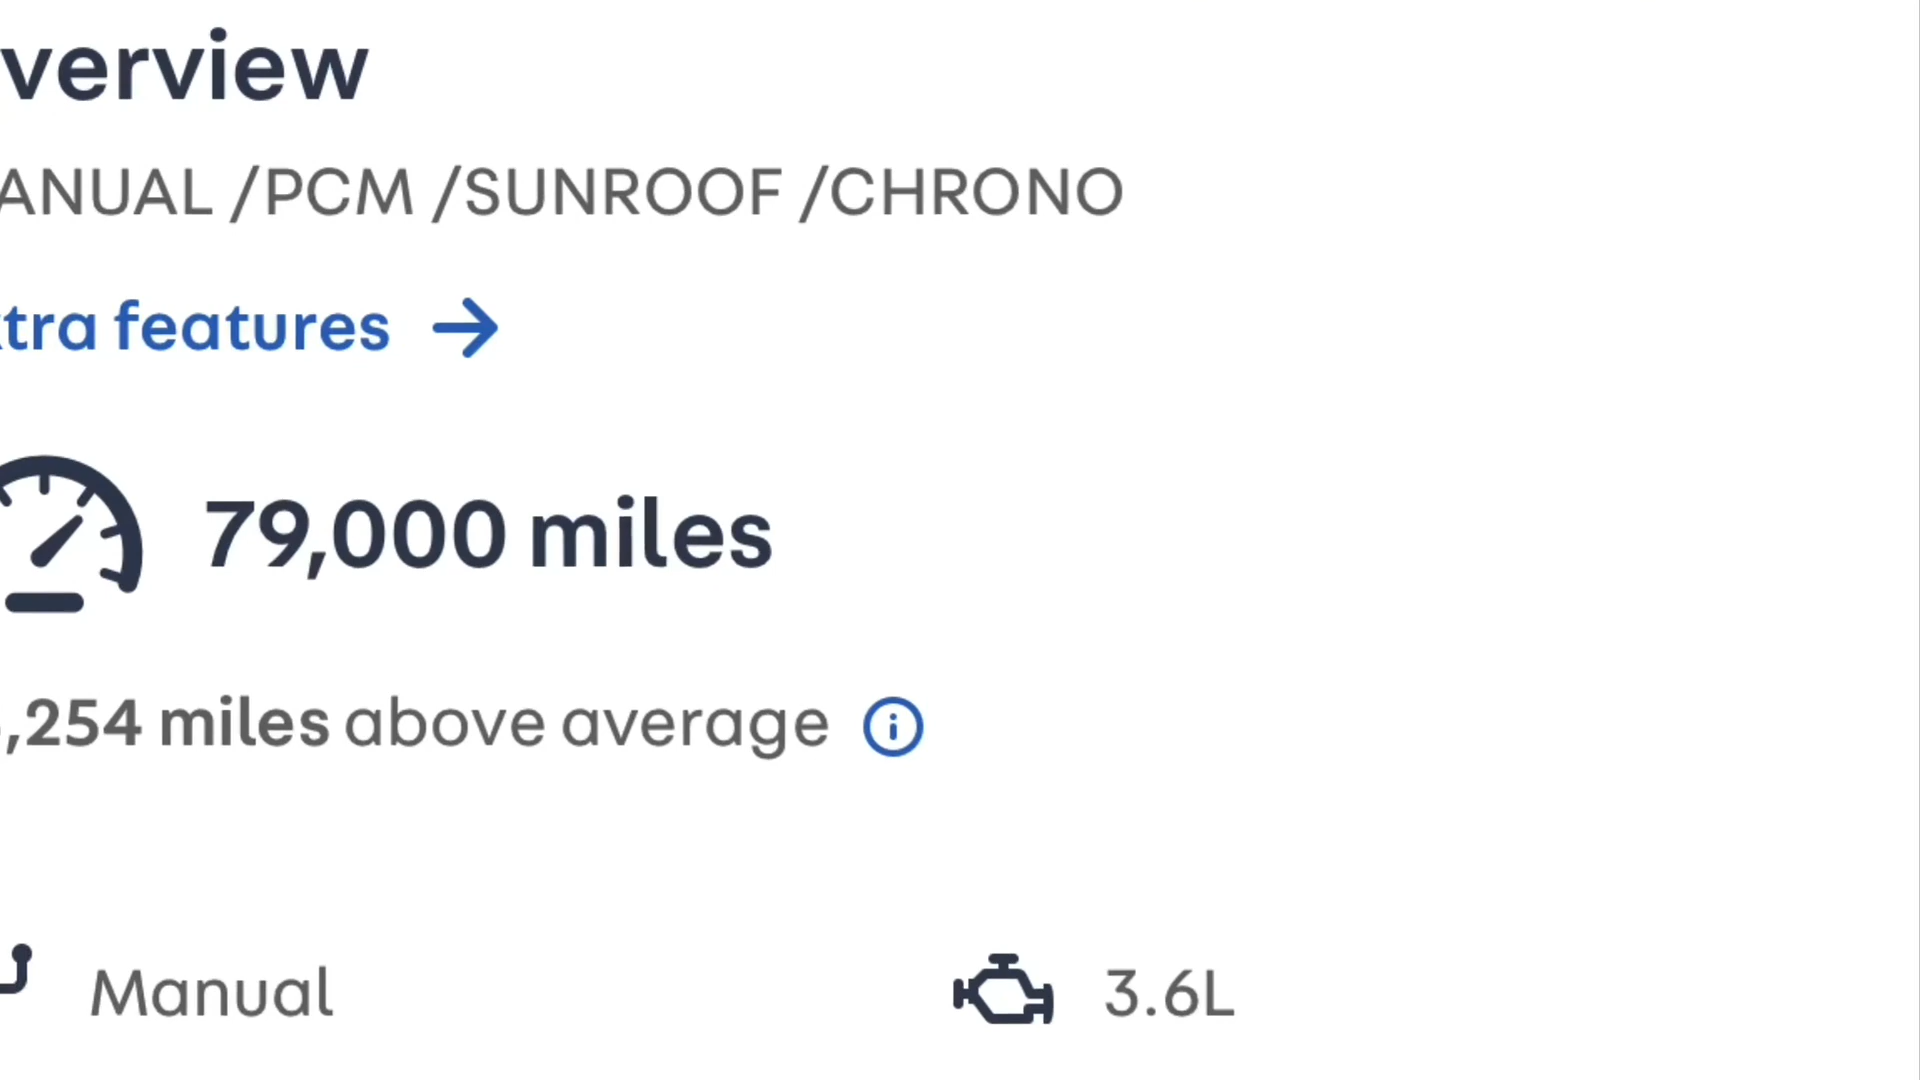 verview
ANUAL /PCM /SUNROOF /CHRONO
tra features
79,000 miles
,254 miles above average
Manual
3.6L